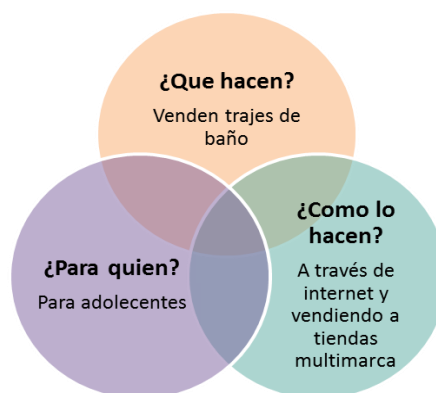 ¿Que hacen?
Venden trajes de
baño
¿Para quien?
Para adolecentes
¿Como lo
hacen?
A través de
internet y
vendiendo a
tiendas
multimarca